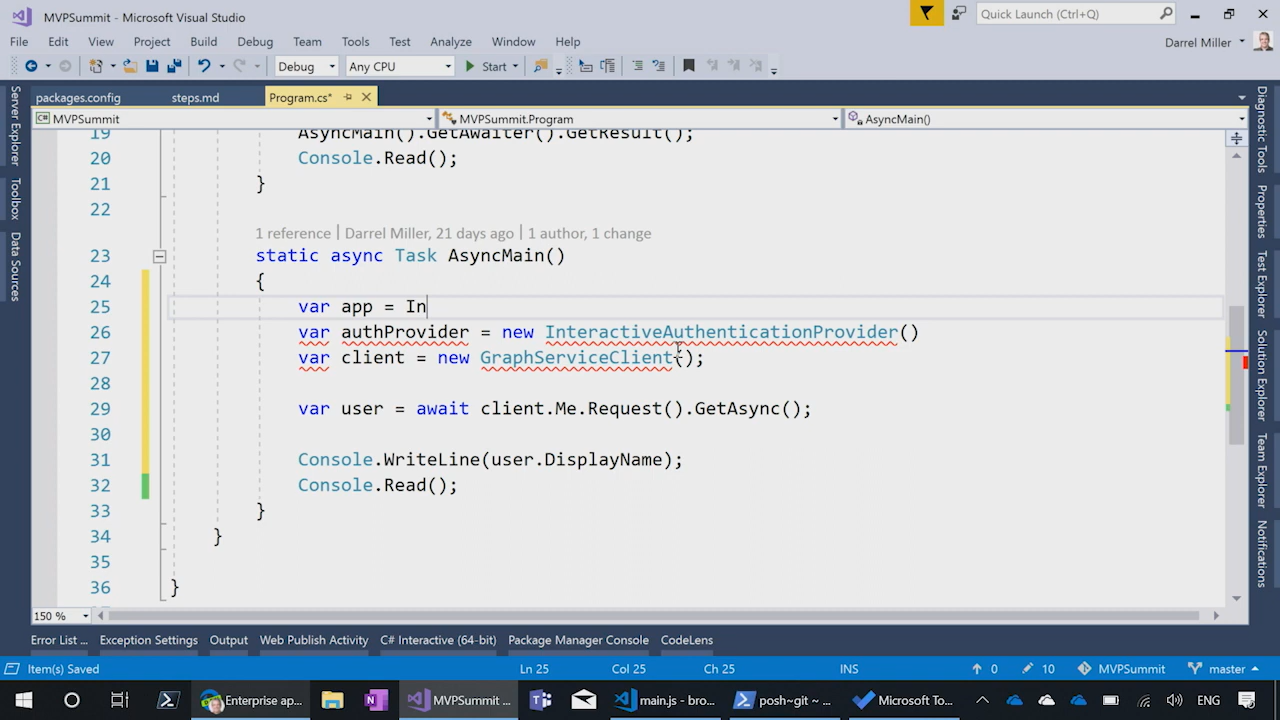 MVPSummit - Microsoft Visual Studio
Quick Launch (Ctrl+Q)
File Edit View Project Build Debug Team Tools Test Analyze Window Help
Darrel Miller
Debug Any CPU Start
packages.config steps.md Program.cs*
MVPSummit MVPSummit.Program AsyncMain()
Server Explorer
Toolbox
Data Sources
19 AsyncMain().GetAwaiter().GetResult();
20 Console.Read();
21 }
22
1 reference | Darrel Miller, 21 days ago | 1 author, 1 change
23 static async Task AsyncMain()
24 {
25 var app = In
26 var authProvider = new InteractiveAuthenticationProvider()
27 var client = new GraphServiceClient();
28
29 var user = await client.Me.Request().GetAsync();
30
31 Console.WriteLine(user.DisplayName);
32 Console.Read();
33 }
34 }
35
36 }
Diagnostic Tools
Properties
Test Explorer
Solution Explorer
Team Explorer
Notifications
150 %
Error List ... Exception Settings Output Web Publish Activity C# Interactive (64-bit) Package Manager Console CodeLens
Item(s) Saved Ln 25 Col 25 Ch 25 INS 0 10 MVPSummit master
Enterprise ap... MVPSummit ... main.js - bro... posh~git ~ ... Microsoft To... ENG